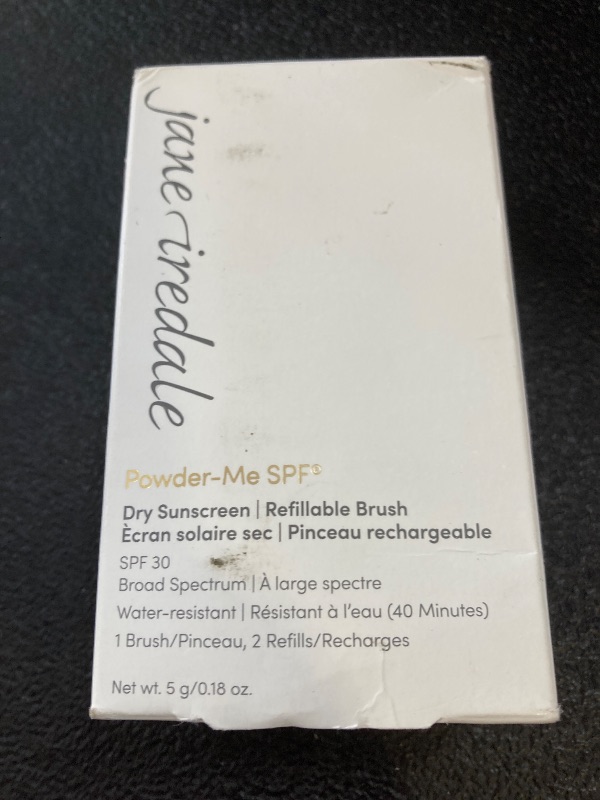 jane iredale
Powder-Me SPF®
Dry Sunscreen | Refillable Brush
Ècran solaire sec | Pinceau rechargeable
SPF 30
Broad Spectrum | À large spectre
Water-resistant | Résistant à l'eau (40 Minutes)
1 Brush/Pinceau, 2 Refills/Recharges
Net wt. 5 g/0.18 oz.